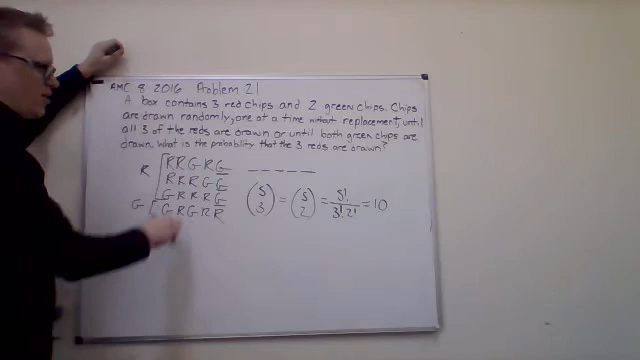 AMC 8 2016 Problem 21
A box contains 3 red chips and 2 green chips. Chips
are drawn randomly, one at a time without replacement, until
all 3 of the reds are drawn or until both green chips are
drawn. What is the probability that the 3 reds are drawn?
R R R G R G _ _ _ _ _
R R R G G
G R R R G
G G R G R R
(5 3) = (5 2) = 5!/3!2! = 10